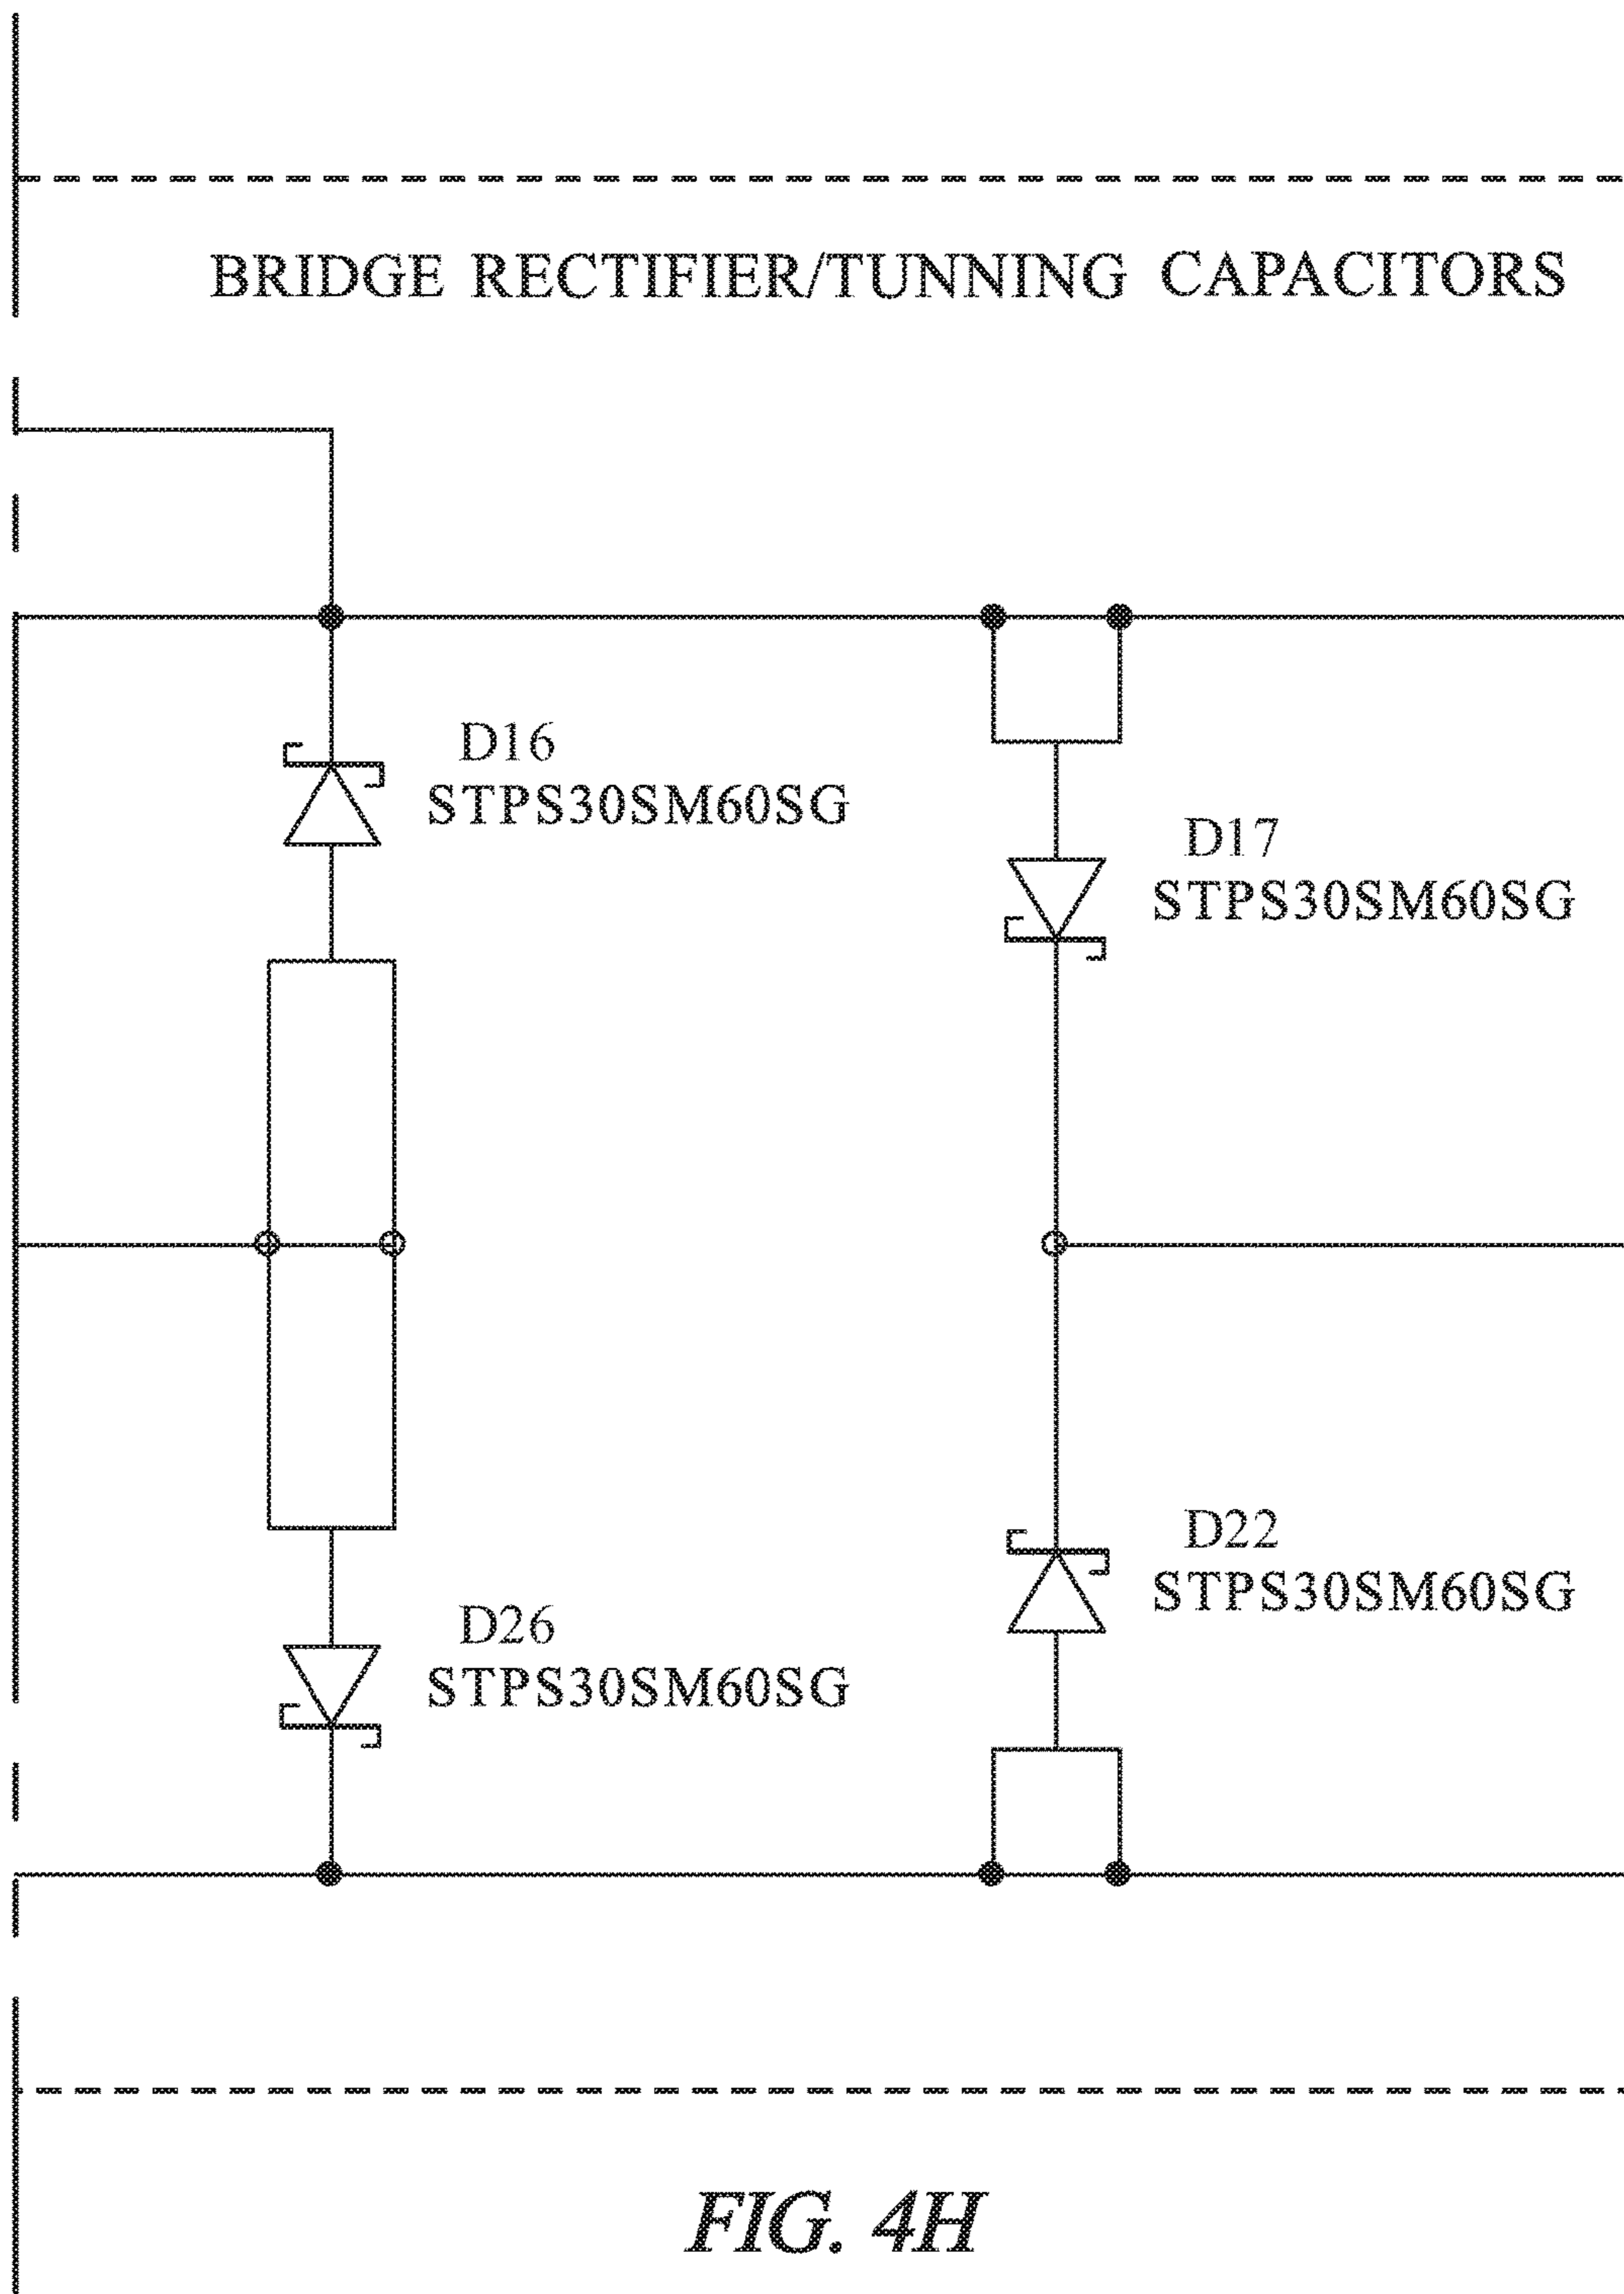 BRIDGE RECTIFIER/TUNNING CAPACITORS
D16
STPS30SM60SG
D17
STPS30SM60SG
D22
STPS30SM60SG
D26
STPS30SM60SG
FIG. 4H